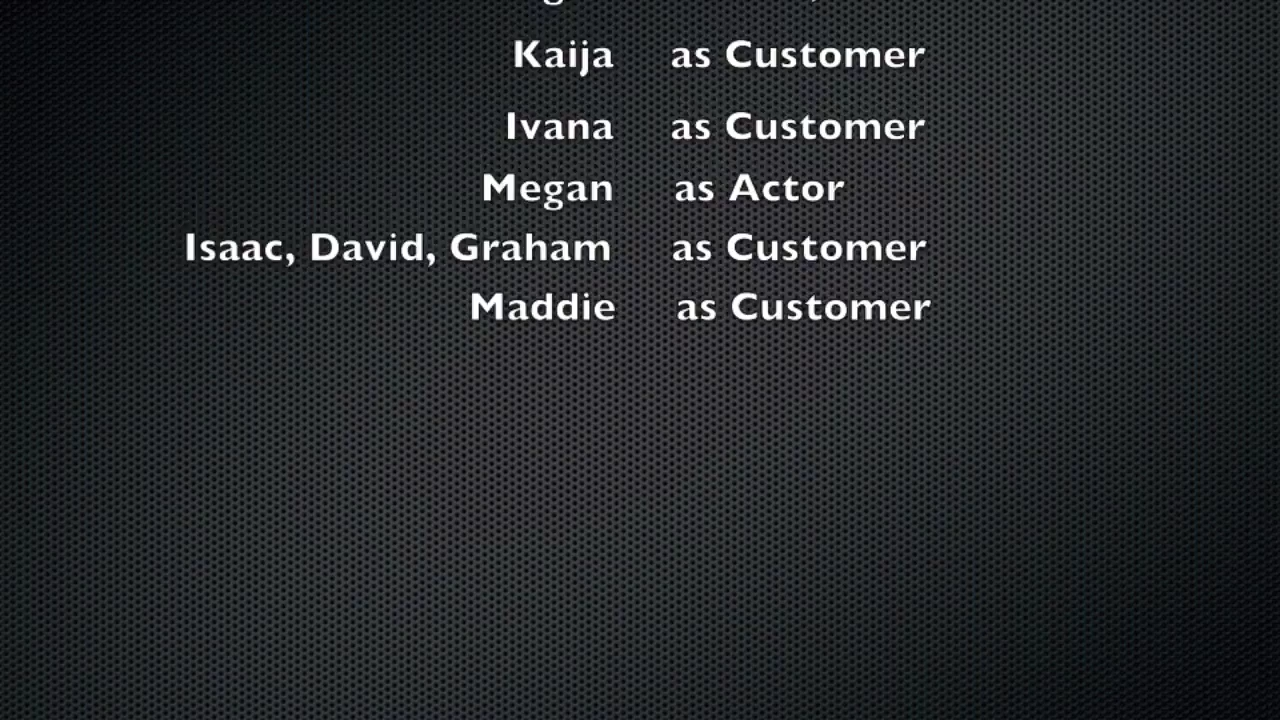 Kaija as Customer
Ivana as Customer
Megan as Actor
Isaac, David, Graham as Customer
Maddie as Customer